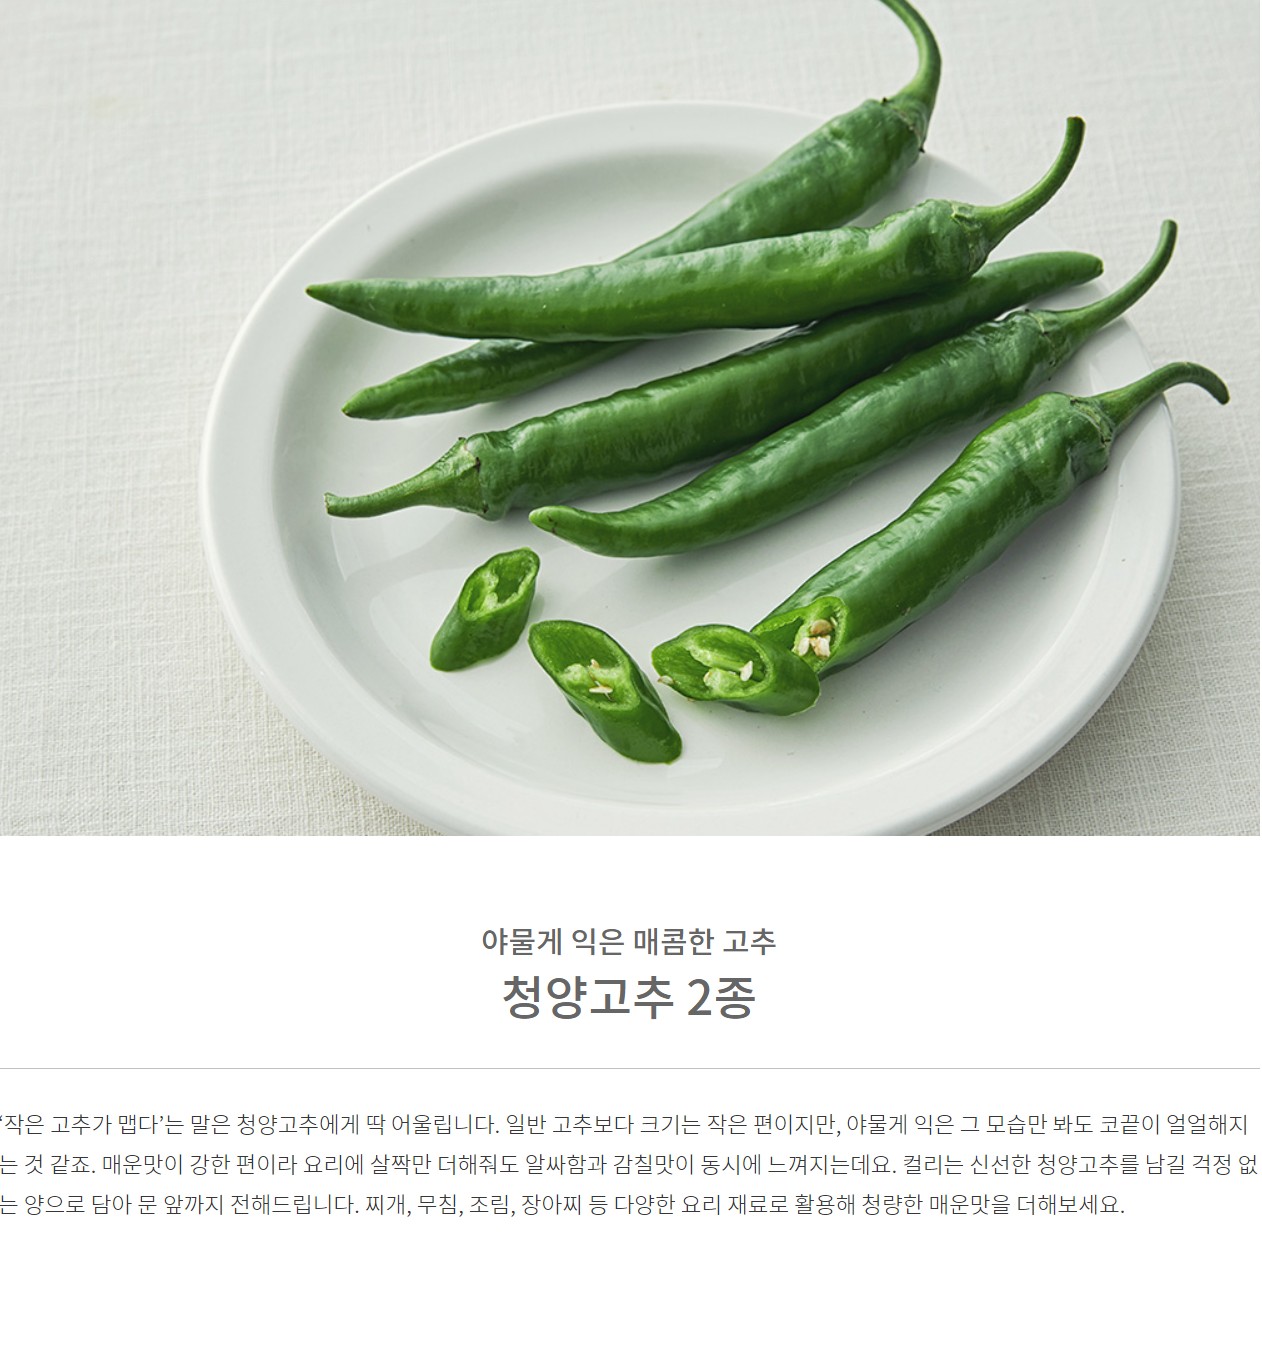 야물게 익은 매콤한 고추
청양고추 2종
‘작은 고추가 맵다’는 말은 청양고추에게 딱 어울립니다. 일반 고추보다 크기는 작은 편이지만, 야물게 익은 그 모습만 봐도 코끝이 얼얼해지
는 것 같죠. 매운맛이 강한 편이라 요리에 살짝만 더해줘도 알싸함과 감칠맛이 동시에 느껴지는데요. 컬리는 신선한 청양고추를 남길 걱정 없
는 양으로 담아 문 앞까지 전해드립니다. 찌개, 무침, 조림, 장아찌 등 다양한 요리 재료로 활용해 청량한 매운맛을 더해보세요.